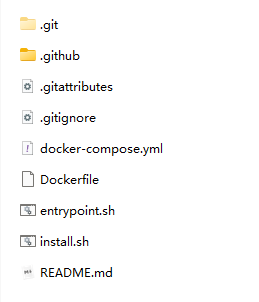 .git
.github
.gitattributes
.gitignore
docker-compose.yml
Dockerfile
entrypoint.sh
install.sh
README.md